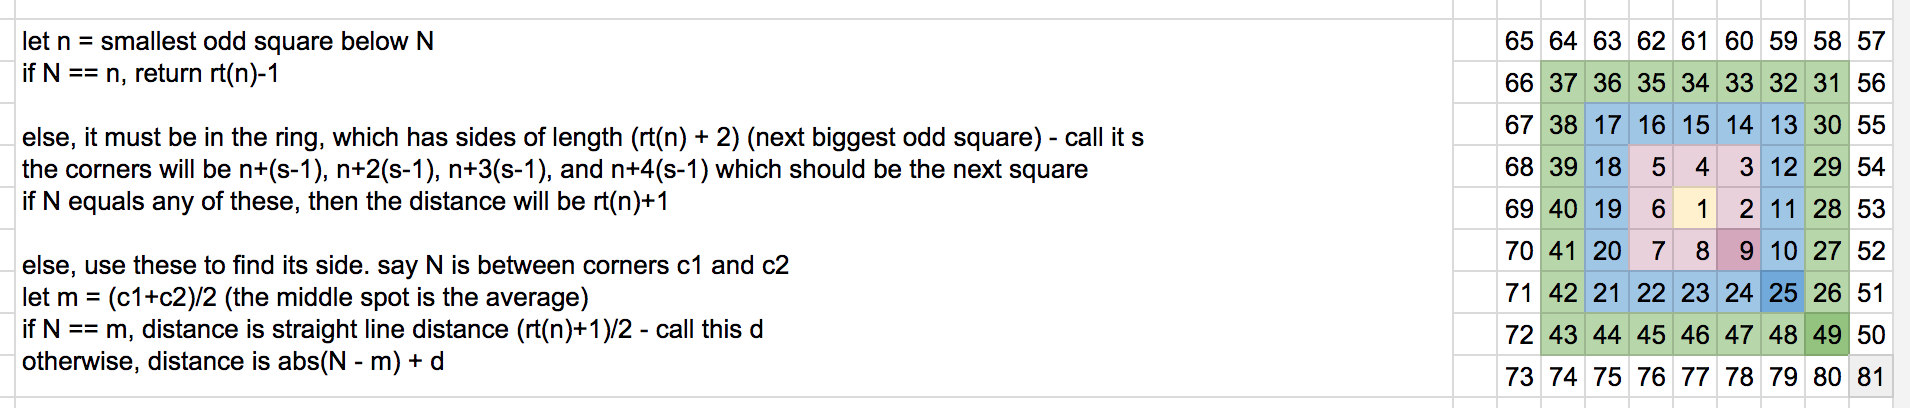 let n = smallest odd square below N
if N == n, return rt(n)-1
else, it must be in the ring, which has sides of length (rt(n) + 2) (next biggest odd square) - call it s
the corners will be n+(s-1), n+2(s-1), n+3(s-1), and n+4(s-1) which should be the next square
if N equals any of these, then the distance will be rt(n)+1
else, use these to find its side. say N is between corners c1 and c2
let m = (c1+c2)/2 (the middle spot is the average)
if N == m, distance is straight line distance (rt(n)+1)/2 - call this d
otherwise, distance is abs(N - m) + d
65 64 63 62 61 60 59 58 57
66 37 36 35 34 33 32 31 56
67 38 17 16 15 14 13 30 55
68 39 18 5 4 3 12 29 54
69 40 19 6 1 2 11 28 53
70 41 20 7 8 9 10 27 52
71 42 21 22 23 24 25 26 51
72 43 44 45 46 47 48 49 50
73 74 75 76 77 78 79 80 81